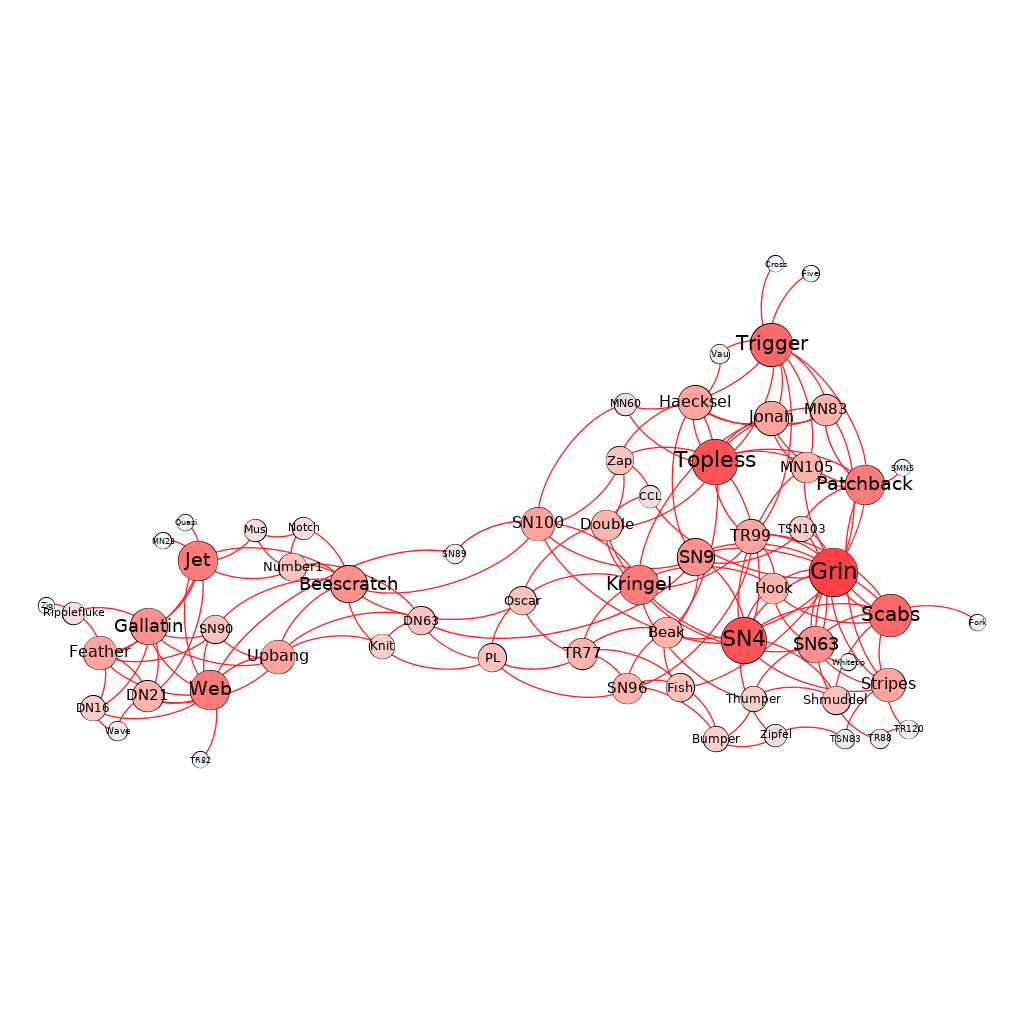 Cross
Five
Trigger
Vau
Haecksel
MN60
Jonah
MN83
Topless
Zap
MN105
SMN5
Patchback
CCL
SN100
Double
Quasi
Mus
Notch
TSN103
TR99
MN23
SN89
Jet
Number1
SN9
Grin
Beescratch
Kringel
Hook
Oscar
Zig
Ripplefluke
Scabs
Fork
DN63
Gallatin
SN90
Beak
SN4
SN63
Knit
Feather
Upbang
PL
TR77
Whitetip
Web
DN21
SN96
Fish
Stripes
Thumper
Shmuddel
DN16
Wave
TR120
Bumper
Zipfel
TSN83
TR88
TR82